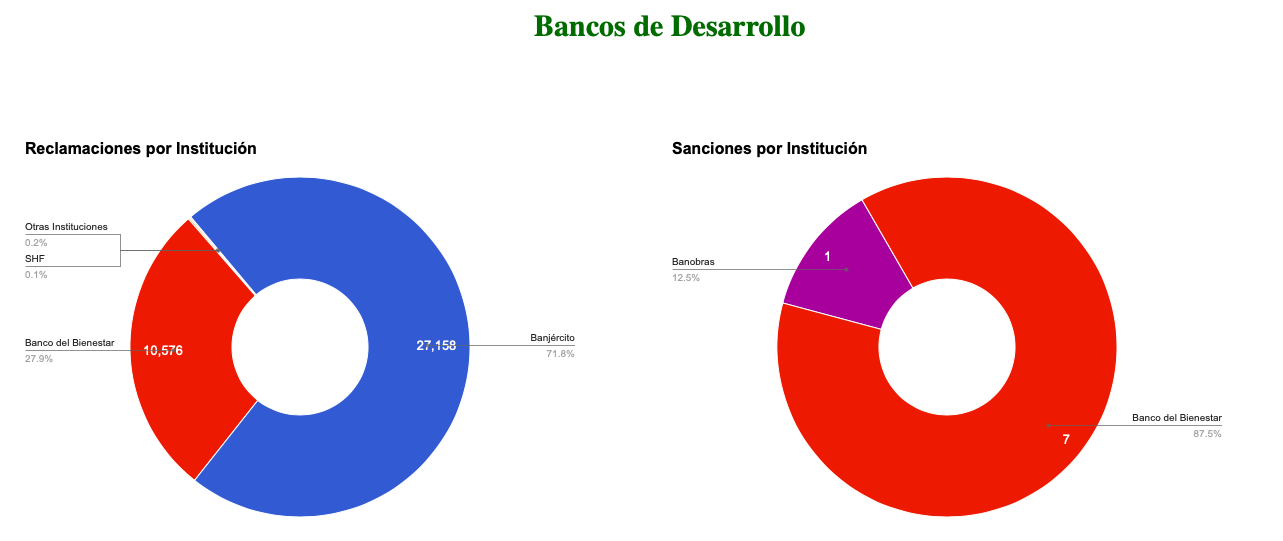 Bancos de Desarrollo
Reclamaciones por Institución
Otras Instituciones
0.2%
SHF
0.1%
Banco del Bienestar
27.9%
10,576
27,158
Banjército
71.8%
Sanciones por Institución
Banobras
12.5%
1
7
Banco del Bienestar
87.5%